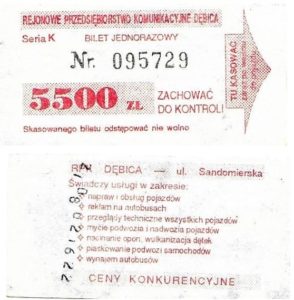 REJONOWE PRZEDSIĘBIORSTWO KOMUNIKACYJNE DĘBICA
Seria K BILET JEDNORAZOWY
Nr. 095729
5500 ZŁ
ZACHOWAĆ
DO KONTROLI
Skasowanego biletu odstępować nie wolno
TU KASOWAĆ
RPK DĘBICA — ul. Sandomierska
Świadczy usługi w zakresie:
napraw i obsług pojazdów
reklam na autobusach
przeglądy techniczne wszystkich pojazdów
mycie podwozia i nadwozia pojazdów
nacinanie opon, wulkanizacja dętek
piaskowanie podwozi samochodów
wynajem autobusów
CENY KONKURENCYJNE